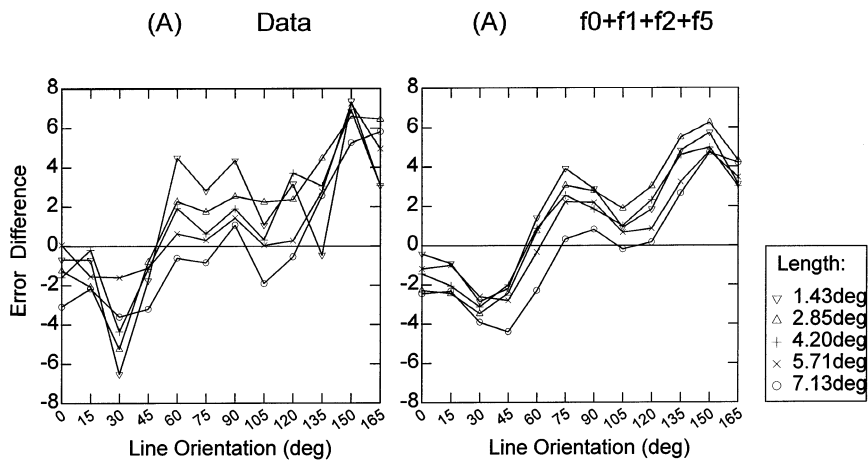 (A) Data
(A) f0+f1+f2+f5
Error Difference
8
6
4
2
0
-2
-4
-6
-8
0 15 30 45 60 75 90 105 120 135 150 165
Line Orientation (deg)
8
6
4
2
0
-2
-4
-6
-8
0 15 30 45 60 75 90 105 120 135 150 165
Line Orientation (deg)
Length:
1.43deg
2.85deg
4.20deg
5.71deg
7.13deg